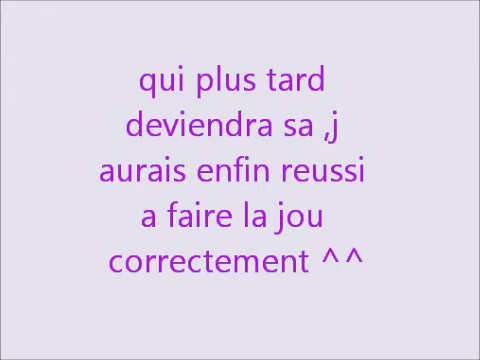 qui plus tard
deviendra sa ,j
aurais enfin reussi
a faire la jou
correctement ^^